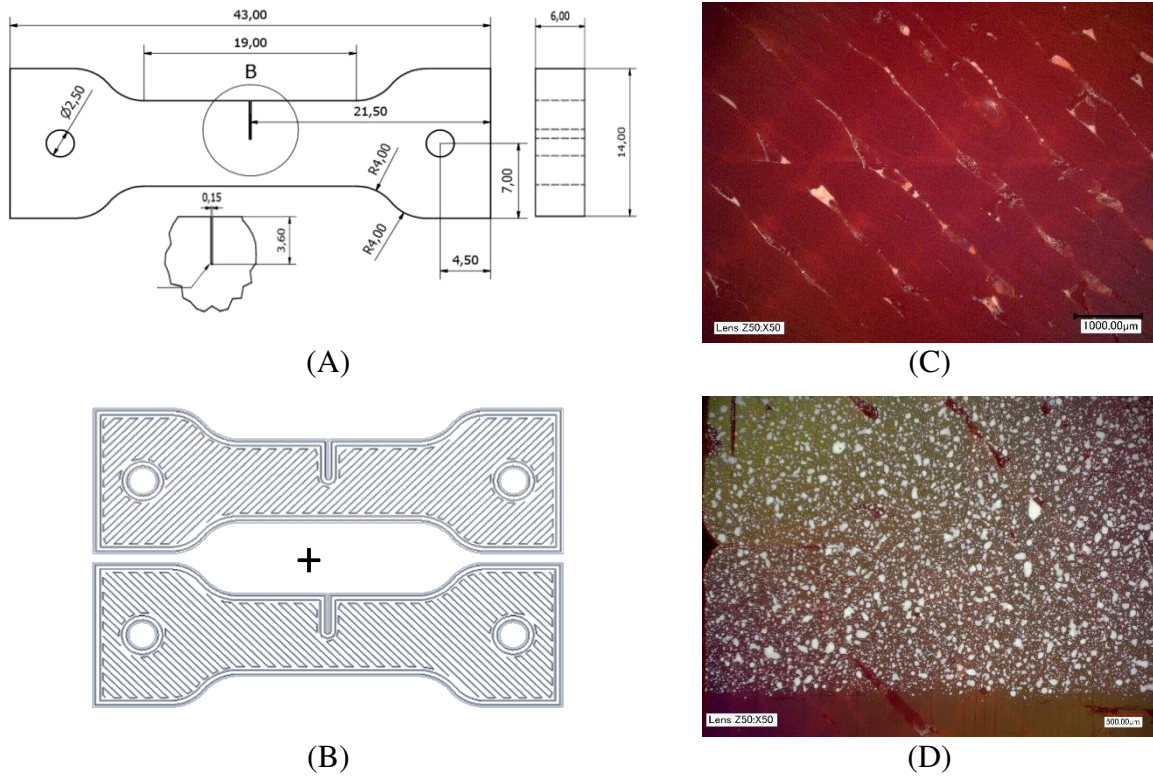 43,00
6,00
19,00
B
Ø2,50
21,50
R4,00
7,00
14,00
0,15
3,60
R4,00
4,50
Lens Z50:X50
1000.00µm
(A)
(C)
+
Lens Z50:X50
500.00µm
(B)
(D)